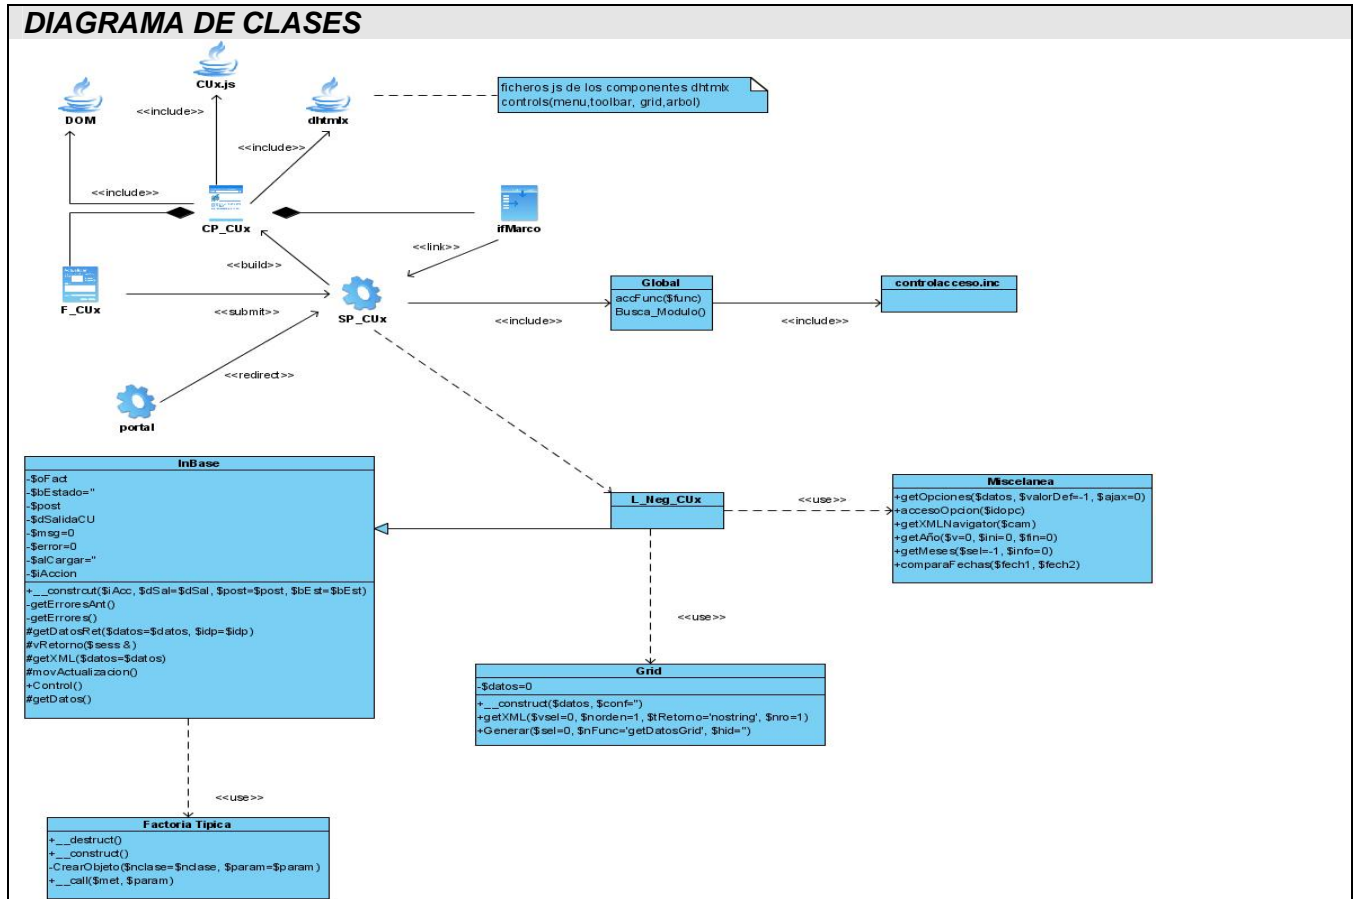 DIAGRAMA DE CLASES
CUx.js
DOM
<<include>>
dhtmlx
ficheros js de los componentes dhtmlx
controls(menu,toolbar, grid,arbol)
<<include>>
<<include>>
CP_CUx
ifMarco
<<link>>
<<build>>
F_CUx
<<submit>>
SP_CUx
Global
accFunc($func)
Busca_Modulo()
controlacceso.inc
<<include>>
<<include>>
<<redirect>>
portal
InBase
-$oFact
-$bEstado=''
-$post
-$dSalidaCU
-$msg=0
-$error=0
-$alCargar=''
-$iAccion
+__constrcut($iAcc, $dSal=$dSal, $post=$post, $bEst=$bEst)
-getErroresAnt()
-getErrores()
#getDatosRet($datos=$datos, $idp=$idp)
#vRetorno($sess &)
#getXML($datos=$datos)
#movActualizacion()
+Control()
#getDatos()
L_Neg_CUx
<<use>>
Miscelanea
+getOpciones($datos, $valorDef=-1, $ajax=0)
+accesoOpcion($idopc)
+getXMLNavigator($cam)
+getAño($v=0, $ini=0, $fin=0)
+getMeses($sel=-1, $info=0)
+comparaFechas($fech1, $fech2)
<<use>>
Grid
-$datos=0
+__construct($datos, $conf='')
+getXML($vsel=0, $norden=1, $tRetorno='nostring', $nro=1)
+Generar($sel=0, $nFunc='getDatosGrid', $hid='')
<<use>>
Factoria Tipica
+__destruct()
+__construct()
-CrearObjeto($nclase=$nclase, $param=$param)
+__call($met, $param)